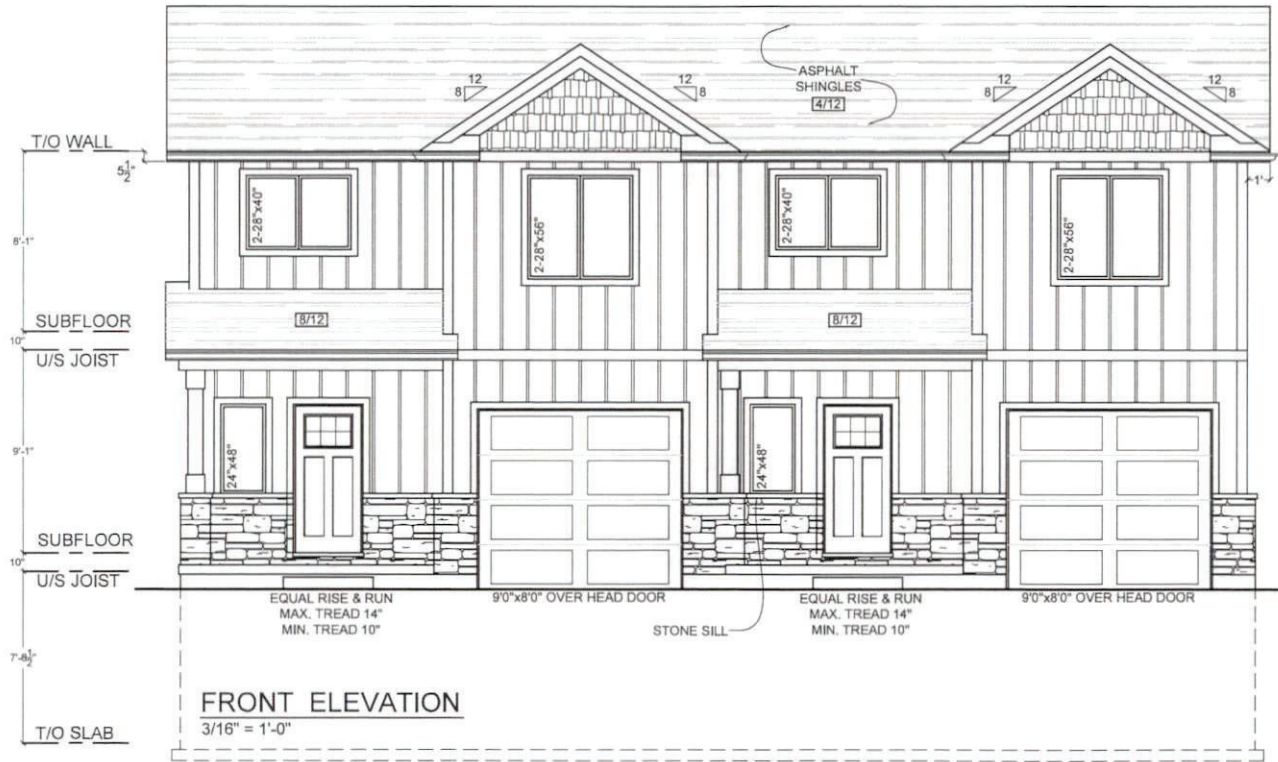 12
8
12
8
ASPHALT
SHINGLES
4/12
12
8
12
8
T/O WALL
5 1/2"
1'
2-28"x40"
2-28"x56"
2-28"x40"
2-28"x56"
8'-1"
SUBFLOOR
8/12
8/12
10"
U/S JOIST
9'-1"
24"x48"
24"x48"
SUBFLOOR
10"
U/S JOIST
EQUAL RISE & RUN
MAX. TREAD 14"
MIN. TREAD 10"
9'0"x8'0" OVER HEAD DOOR
STONE SILL
EQUAL RISE & RUN
MAX. TREAD 14"
MIN. TREAD 10"
9'0"x8'0" OVER HEAD DOOR
FRONT ELEVATION
3/16" = 1'-0"
T/O SLAB